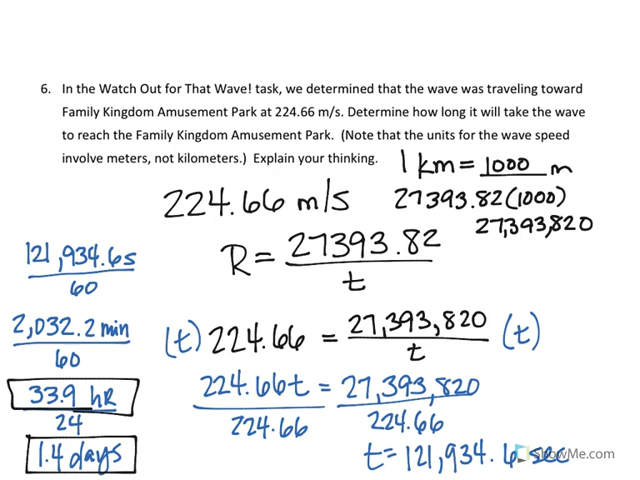 6. In the Watch Out for That Wave! task, we determined that the wave was traveling toward
Family Kingdom Amusement Park at 224.66 m/s. Determine how long it will take the wave
to reach the Family Kingdom Amusement Park. (Note that the units for the wave speed
involve meters, not kilometers.) Explain your thinking.
1 km = 1000 m
224.66 m/s
27393.82(1000)
27,393,820
R = 27393.82 / t
121,934.6s / 60
(t) 224.66 = 27,393,820 / t (t)
2,032.2 min / 60
224.66t / 224.66 = 27,393,820 / 224.66
33.9 hR / 24
t = 121,934.6 sec
1.4 days
ShowMe.com